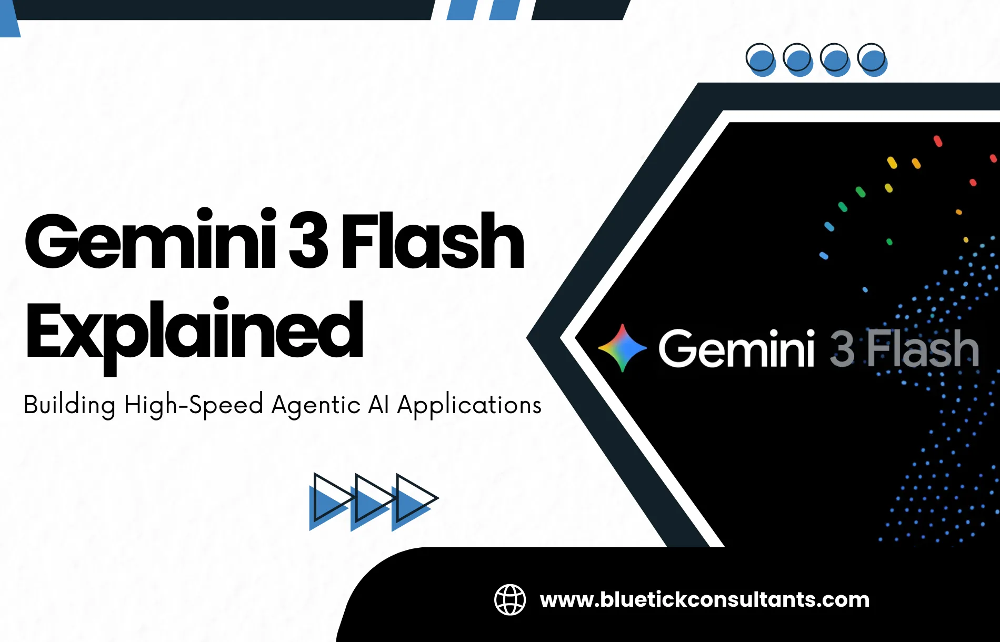 Gemini 3 Flash
Explained
Building High-Speed Agentic AI Applications
Gemini 3 Flash
www.bluetickconsultants.com